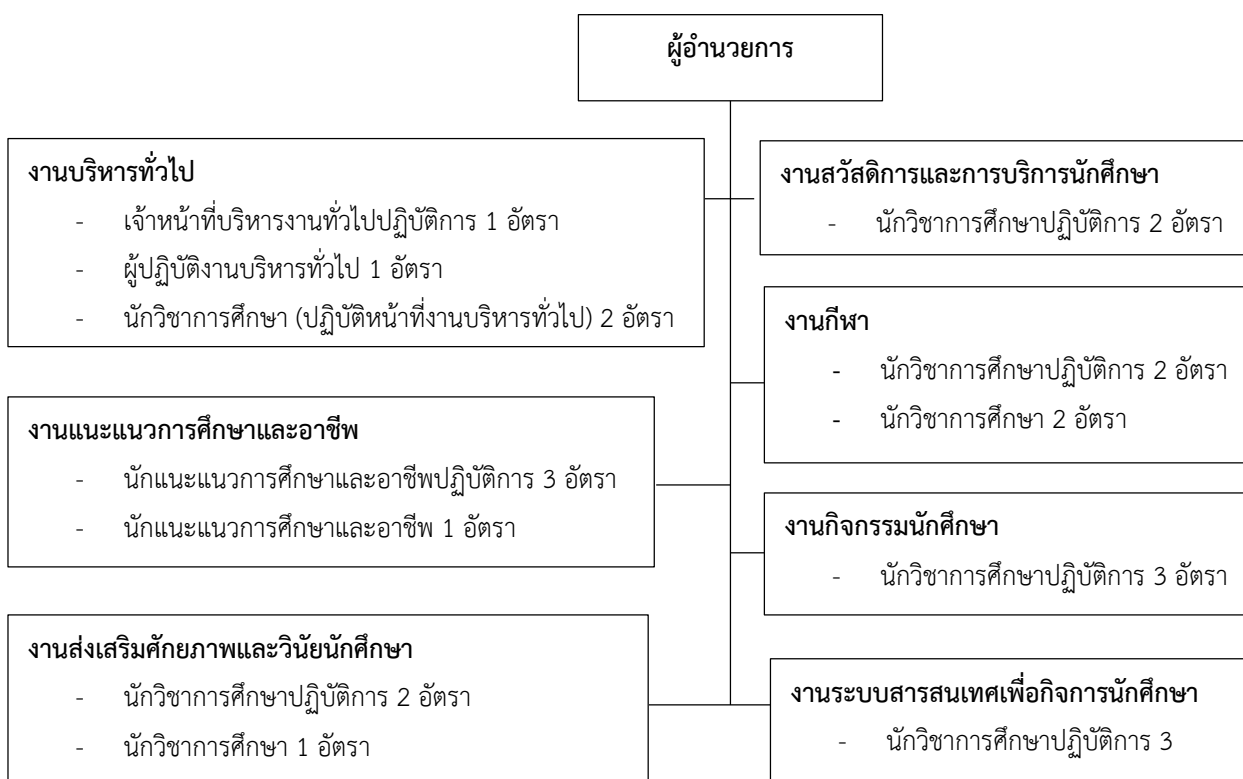 ผู้อำนวยการ
งานบริหารทั่วไป
- เจ้าหน้าที่บริหารงานทั่วไปปฏิบัติการ 1 อัตรา
- ผู้ปฏิบัติงานบริหารทั่วไป 1 อัตรา
- นักวิชาการศึกษา (ปฏิบัติหน้าที่งานบริหารทั่วไป) 2 อัตรา
งานแนะแนวการศึกษาและอาชีพ
- นักแนะแนวการศึกษาและอาชีพปฏิบัติการ 3 อัตรา
- นักแนะแนวการศึกษาและอาชีพ 1 อัตรา
งานส่งเสริมศักยภาพและวินัยนักศึกษา
- นักวิชาการศึกษาปฏิบัติการ 2 อัตรา
- นักวิชาการศึกษา 1 อัตรา
งานสวัสดิการและการบริการนักศึกษา
- นักวิชาการศึกษาปฏิบัติการ 2 อัตรา
งานกีฬา
- นักวิชาการศึกษาปฏิบัติการ 2 อัตรา
- นักวิชาการศึกษา 2 อัตรา
งานกิจกรรมนักศึกษา
- นักวิชาการศึกษาปฏิบัติการ 3 อัตรา
งานระบบสารสนเทศเพื่อกิจการนักศึกษา
- นักวิชาการศึกษาปฏิบัติการ 3